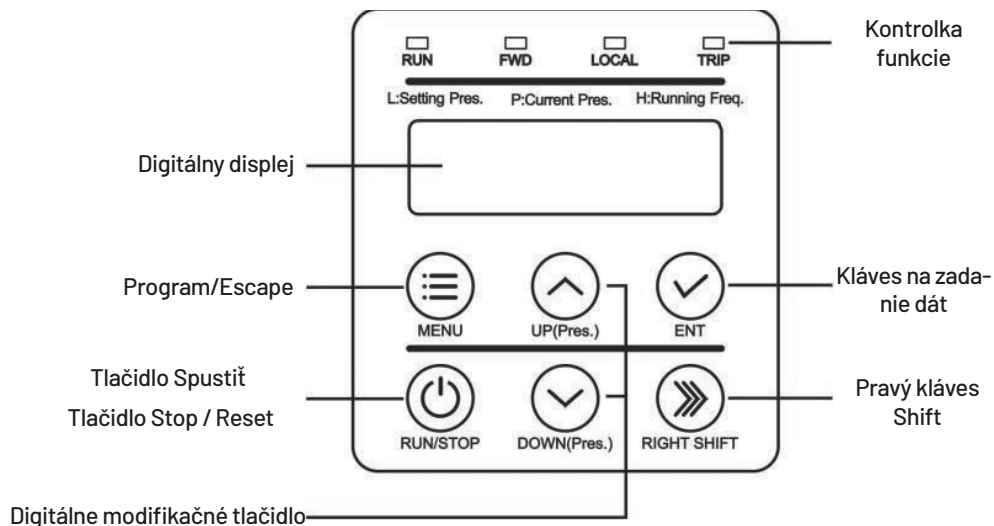 Kontrolka
funkcie
RUN FWD LOCAL TRIP
L:Setting Pres. P:Current Pres. H:Running Freq.
Digitálny displej
Program/Escape
Kláves na zada-
nie dát
MENU UP(Pres.) ENT
Tlačidlo Spustiť
Tlačidlo Stop / Reset
Pravý kláves
Shift
RUN/STOP DOWN(Pres.) RIGHT SHIFT
Digitálne modifikačné tlačidlo